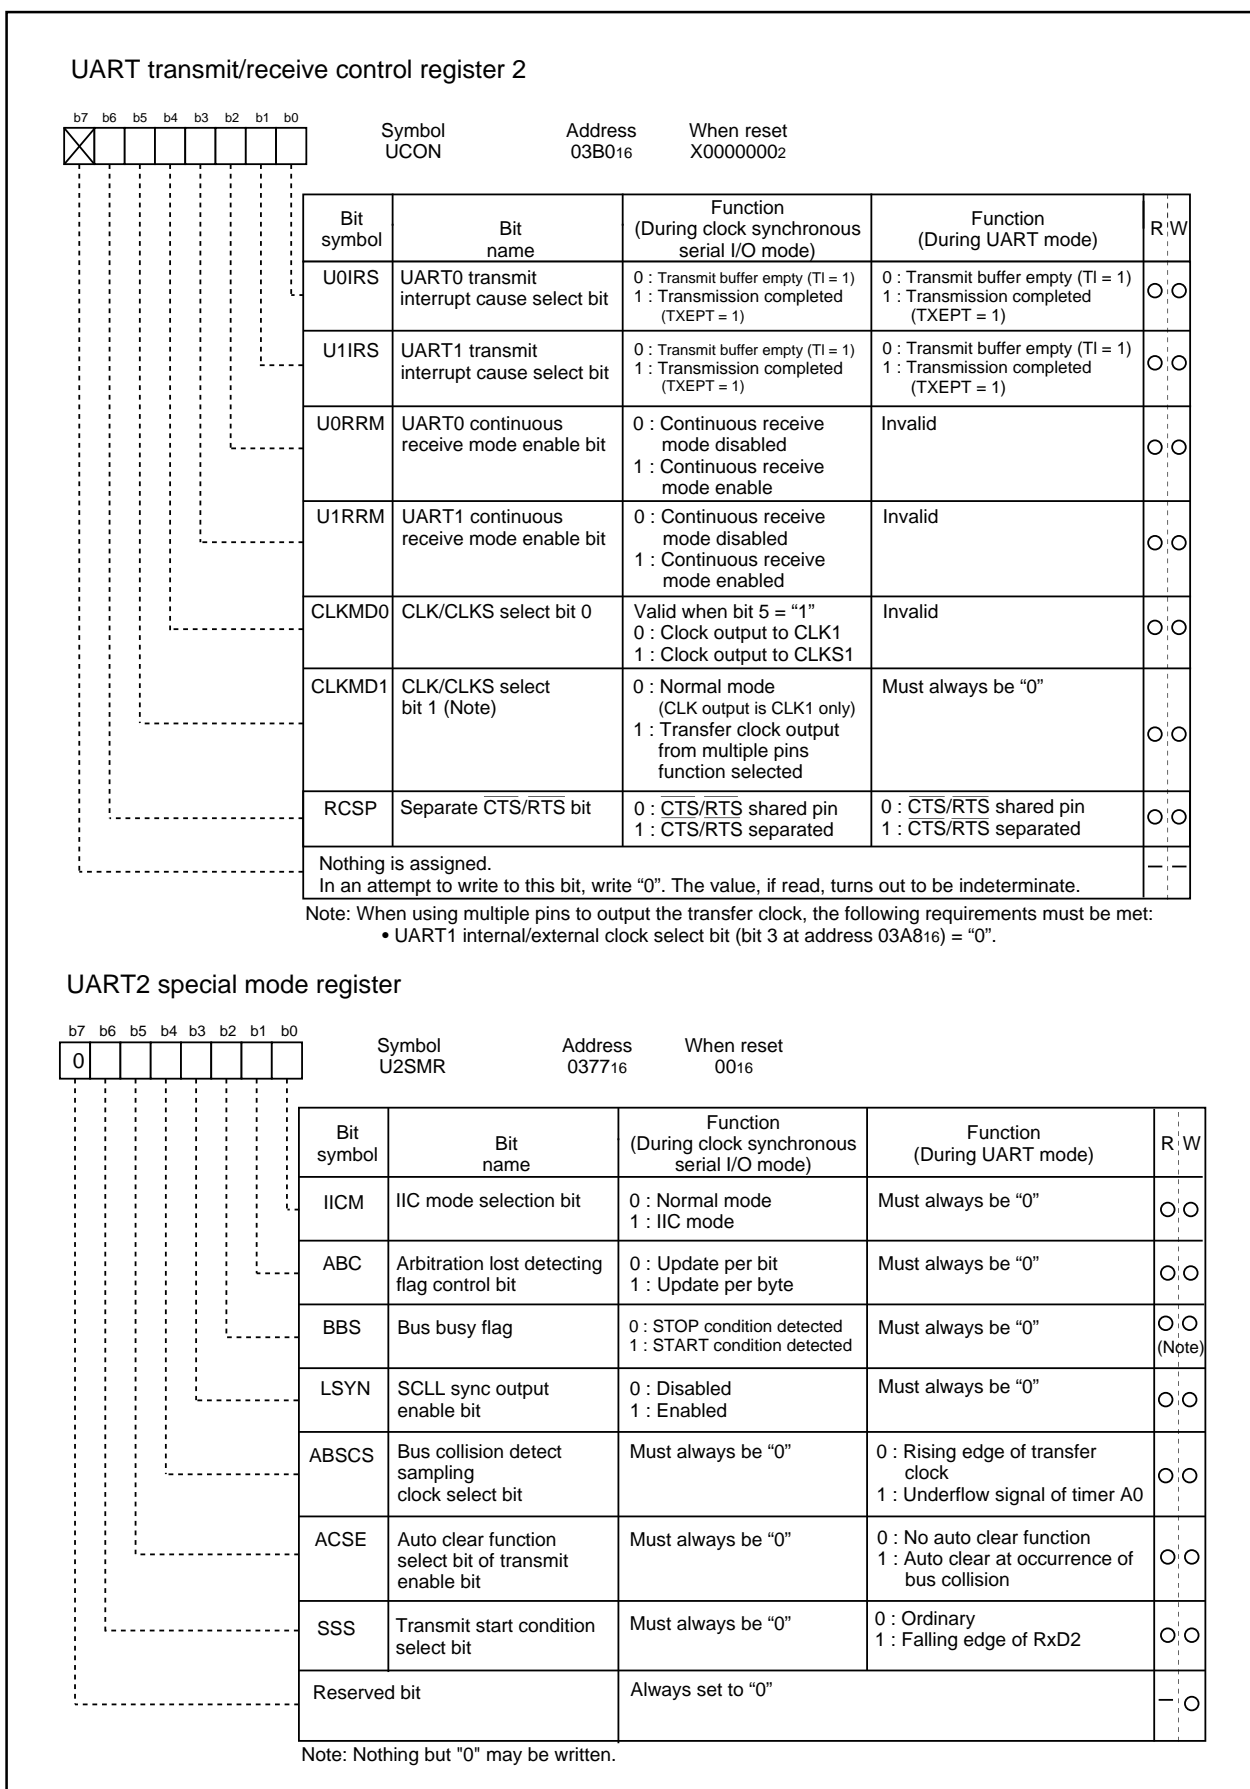 UART transmit/receive control register 2
b7 b6 b5 b4 b3 b2 b1 b0
Symbol Address When reset
UCON 03B016 X00000002
Bit symbol Bit name Function (During clock synchronous serial I/O mode) Function (During UART mode) R W
U0IRS UART0 transmit interrupt cause select bit
0 : Transmit buffer empty (TI = 1)
1 : Transmission completed
(TXEPT = 1)
0 : Transmit buffer empty (TI = 1)
1 : Transmission completed
(TXEPT = 1)
U1IRS UART1 transmit interrupt cause select bit
0 : Transmit buffer empty (TI = 1)
1 : Transmission completed
(TXEPT = 1)
0 : Transmit buffer empty (TI = 1)
1 : Transmission completed
(TXEPT = 1)
U0RRM UART0 continuous receive mode enable bit
0 : Continuous receive
mode disabled
1 : Continuous receive
mode enable
Invalid
U1RRM UART1 continuous receive mode enable bit
0 : Continuous receive
mode disabled
1 : Continuous receive
mode enabled
Invalid
CLKMD0 CLK/CLKS select bit 0
Valid when bit 5 = “1”
0 : Clock output to CLK1
1 : Clock output to CLKS1
Invalid
CLKMD1 CLK/CLKS select bit 1 (Note)
0 : Normal mode
(CLK output is CLK1 only)
1 : Transfer clock output
from multiple pins
function selected
Must always be “0”
RCSP Separate CTS/RTS bit
0 : CTS/RTS shared pin
1 : CTS/RTS separated
0 : CTS/RTS shared pin
1 : CTS/RTS separated
Nothing is assigned.
In an attempt to write to this bit, write “0”. The value, if read, turns out to be indeterminate.
Note: When using multiple pins to output the transfer clock, the following requirements must be met:
• UART1 internal/external clock select bit (bit 3 at address 03A816) = “0”.
UART2 special mode register
b7 b6 b5 b4 b3 b2 b1 b0
0
Symbol Address When reset
U2SMR 037716 0016
Bit symbol Bit name Function (During clock synchronous serial I/O mode) Function (During UART mode) R W
IICM IIC mode selection bit
0 : Normal mode
1 : IIC mode
Must always be “0”
ABC Arbitration lost detecting flag control bit
0 : Update per bit
1 : Update per byte
Must always be “0”
BBS Bus busy flag
0 : STOP condition detected
1 : START condition detected
Must always be “0”
(Note)
LSYN SCLL sync output enable bit
0 : Disabled
1 : Enabled
Must always be “0”
ABSCS Bus collision detect sampling clock select bit
Must always be “0”
0 : Rising edge of transfer
clock
1 : Underflow signal of timer A0
ACSE Auto clear function select bit of transmit enable bit
Must always be “0”
0 : No auto clear function
1 : Auto clear at occurrence of
bus collision
SSS Transmit start condition select bit
Must always be “0”
0 : Ordinary
1 : Falling edge of RxD2
Reserved bit
Always set to “0”
Note: Nothing but "0" may be written.